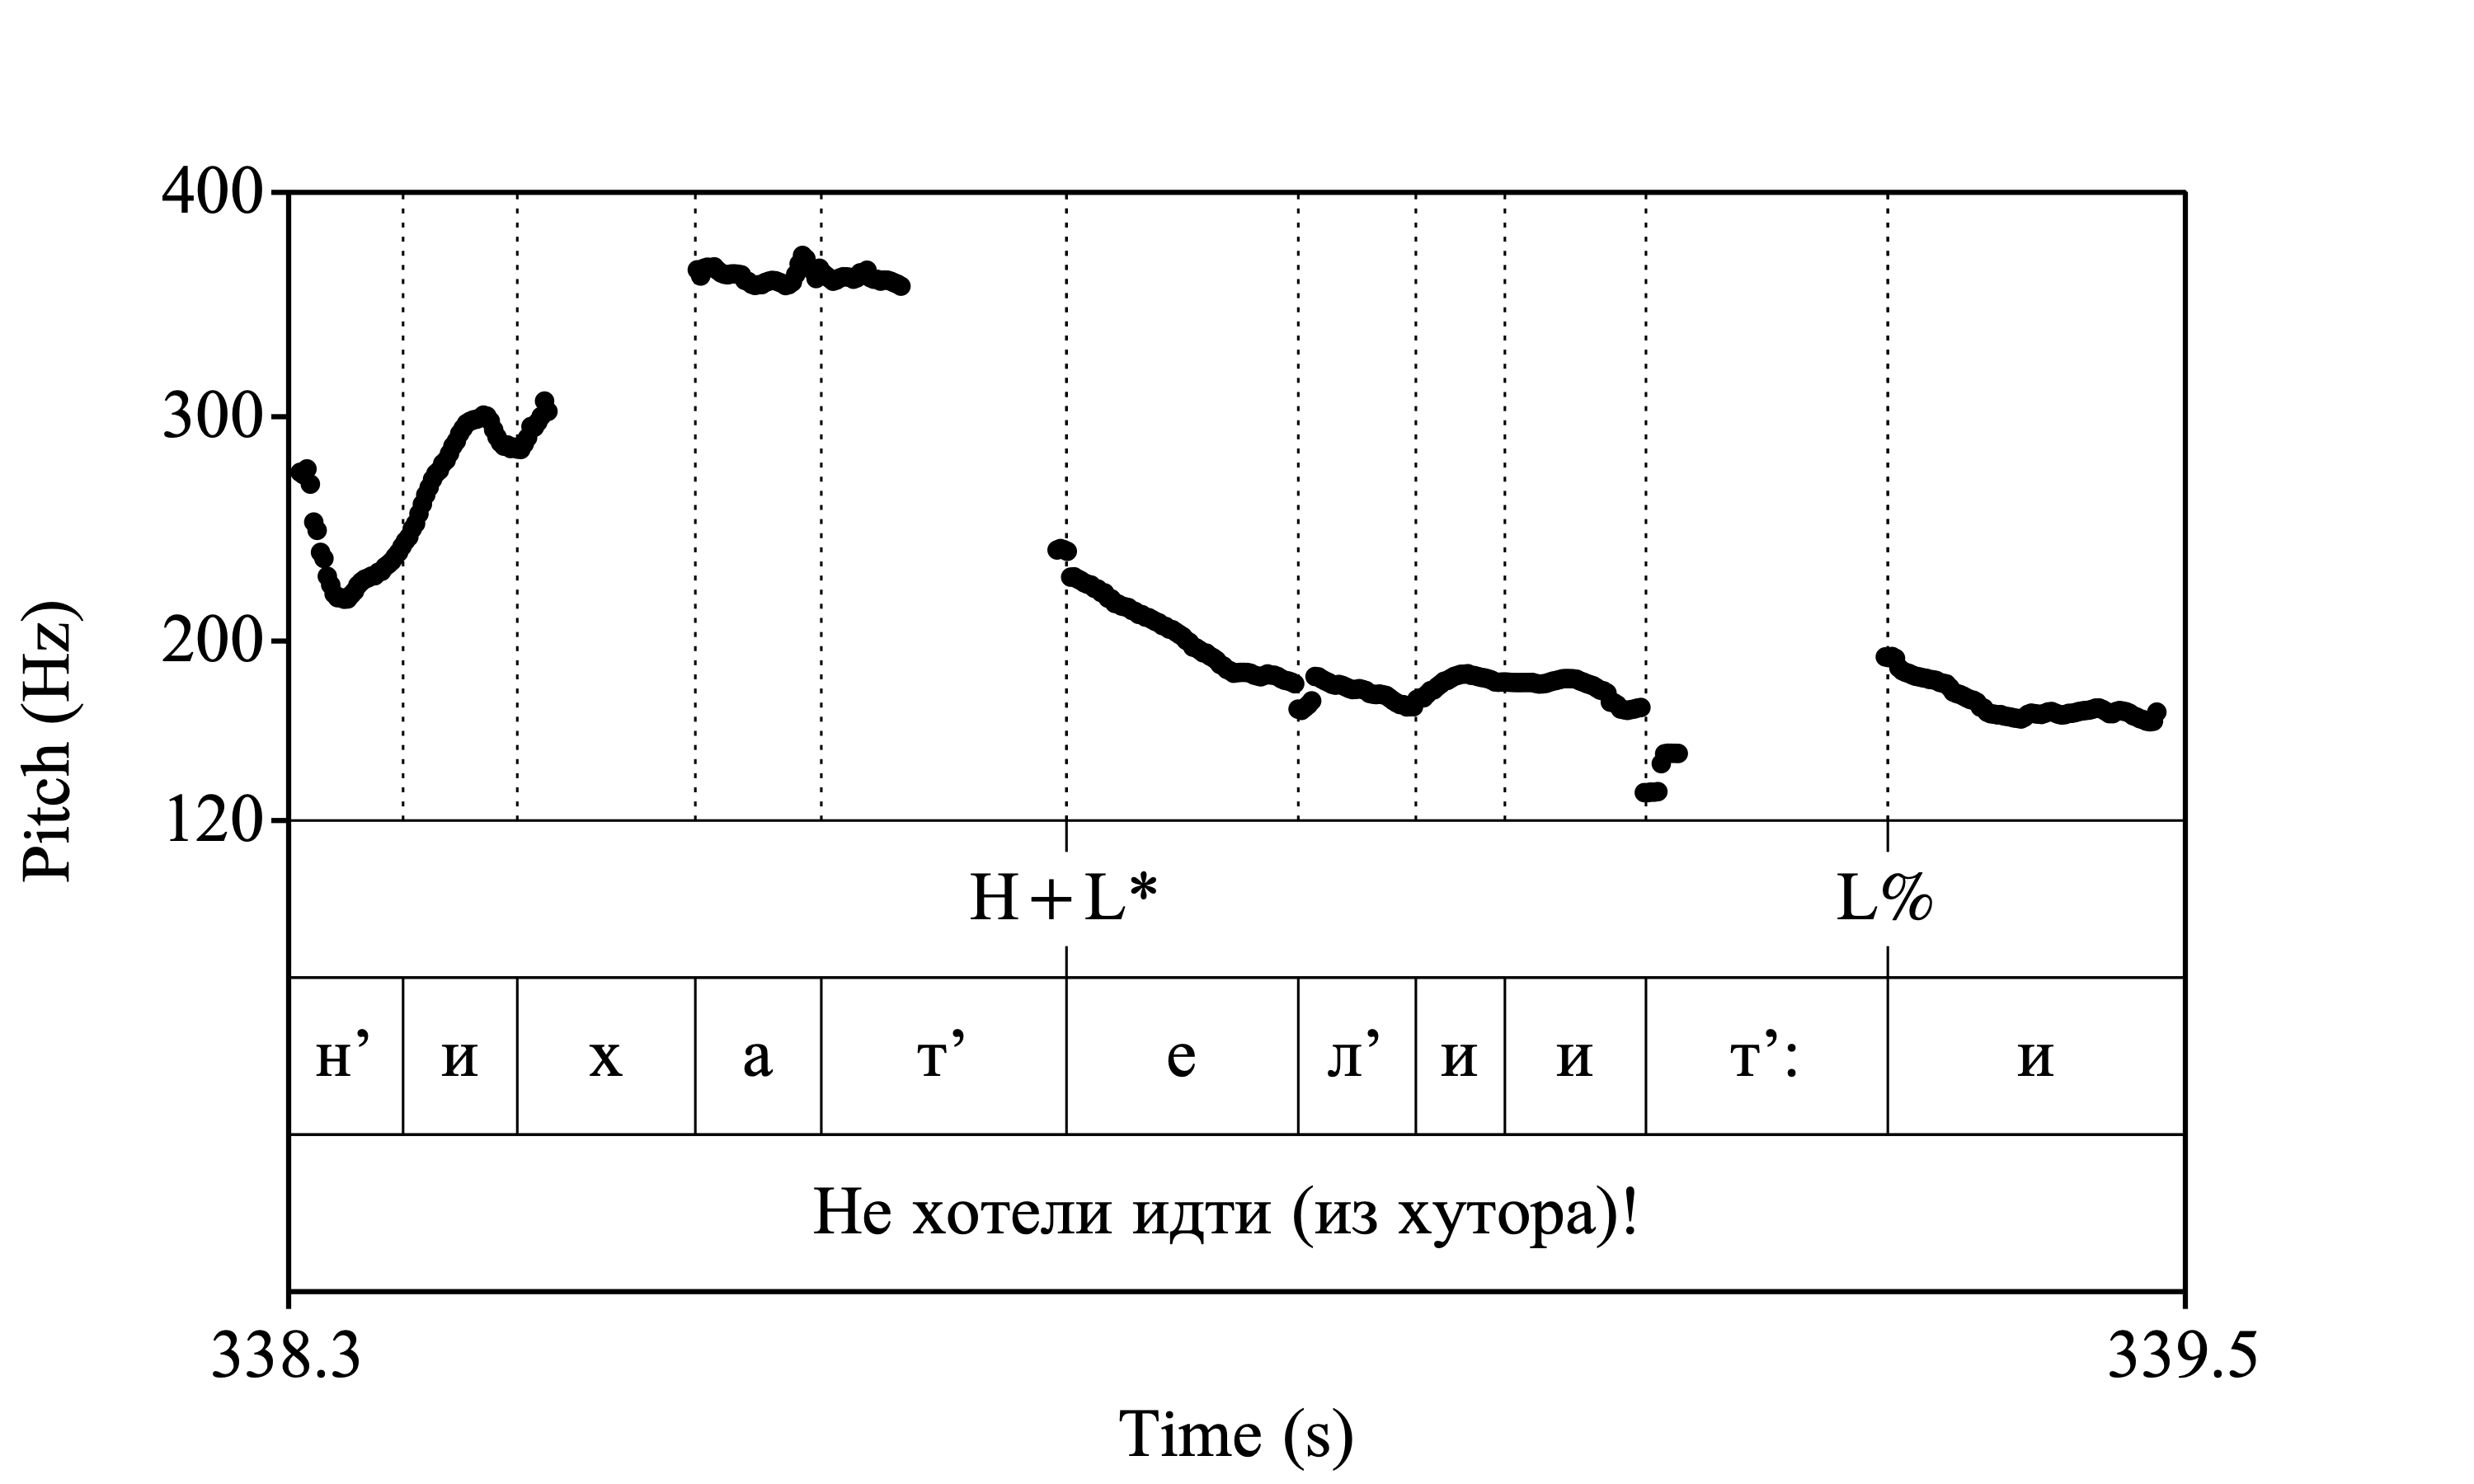 400
300
200
120
Pitch (Hz)
H+L* L%
н’ и х а т’ е л’ и и т’: и
Не хотели идти (из хутора)!
338.3 339.5
Time (s)